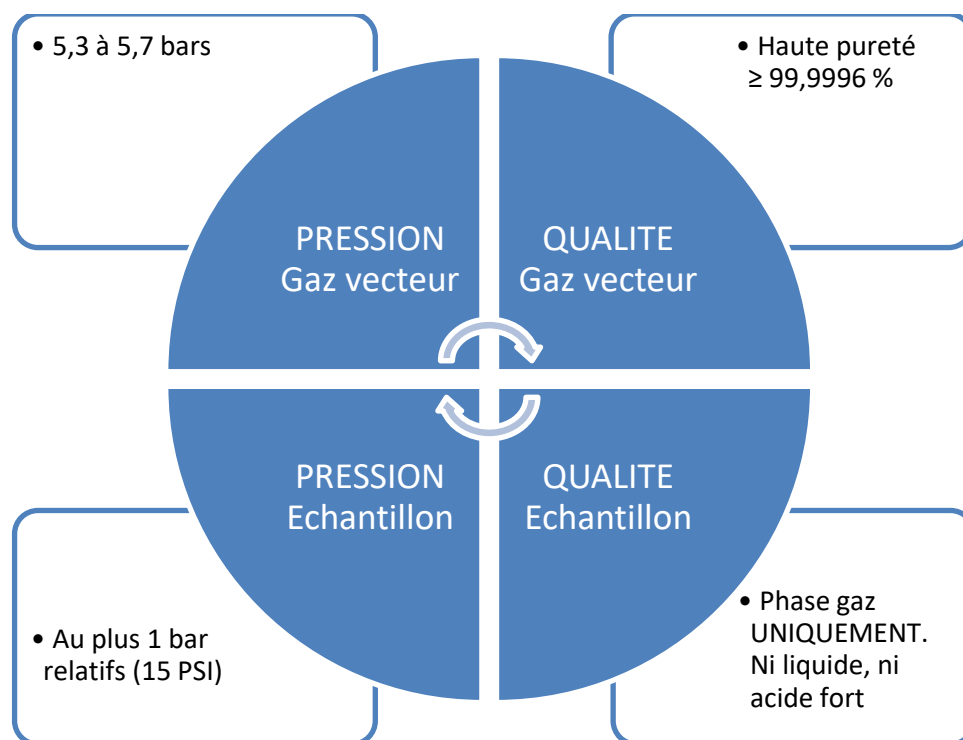 • 5,3 à 5,7 bars
• Haute pureté
≥ 99,9996 %
PRESSION
Gaz vecteur
QUALITE
Gaz vecteur
PRESSION
Echantillon
QUALITE
Echantillon
• Au plus 1 bar
relatifs (15 PSI)
• Phase gaz
UNIQUEMENT.
Ni liquide, ni
acide fort